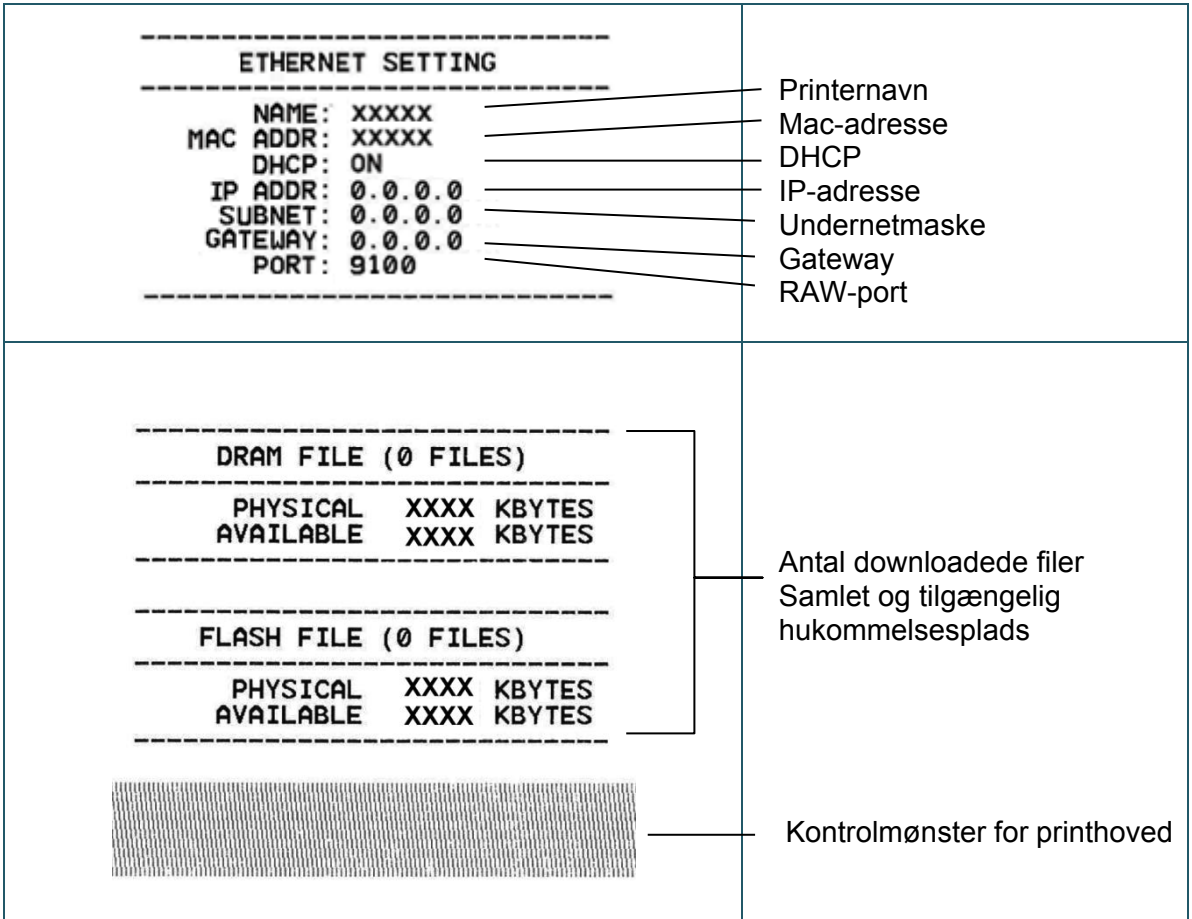 ETHERNET SETTING
NAME: XXXXX
MAC ADDR: XXXXX
DHCP: ON
IP ADDR: 0.0.0.0
SUBNET: 0.0.0.0
GATEWAY: 0.0.0.0
PORT: 9100
Printernavn
Mac-adresse
DHCP
IP-adresse
Undernetmaske
Gateway
RAW-port
DRAM FILE (0 FILES)
PHYSICAL XXXX KBYTES
AVAILABLE XXXX KBYTES
FLASH FILE (0 FILES)
PHYSICAL XXXX KBYTES
AVAILABLE XXXX KBYTES
Antal downloadede filer
Samlet og tilgængelig
hukommelsesplads
Kontrolmønster for printhoved